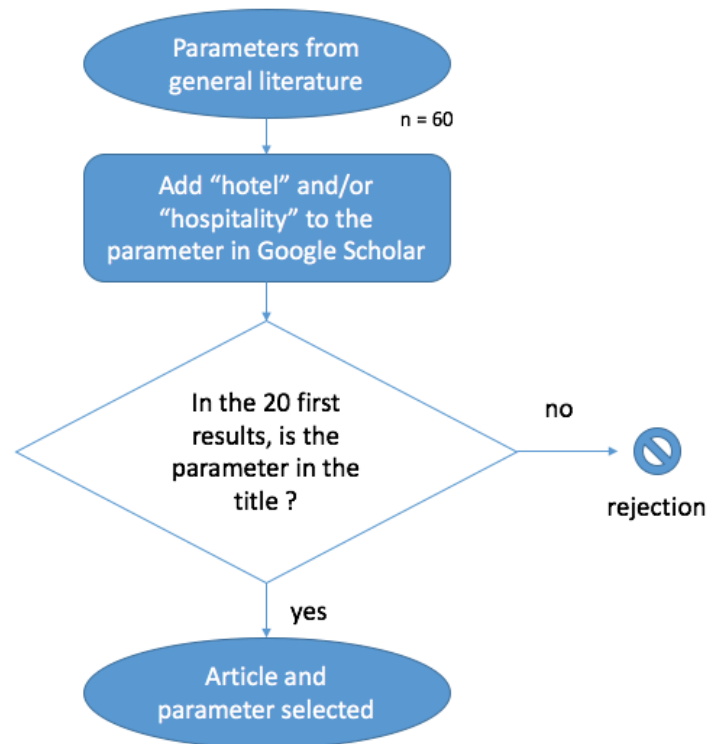 Parameters from
general literature
n = 60
Add “hotel” and/or
“hospitality” to the
parameter in Google Scholar
In the 20 first
results, is the
parameter in the
title ?
no
rejection
yes
Article and
parameter selected